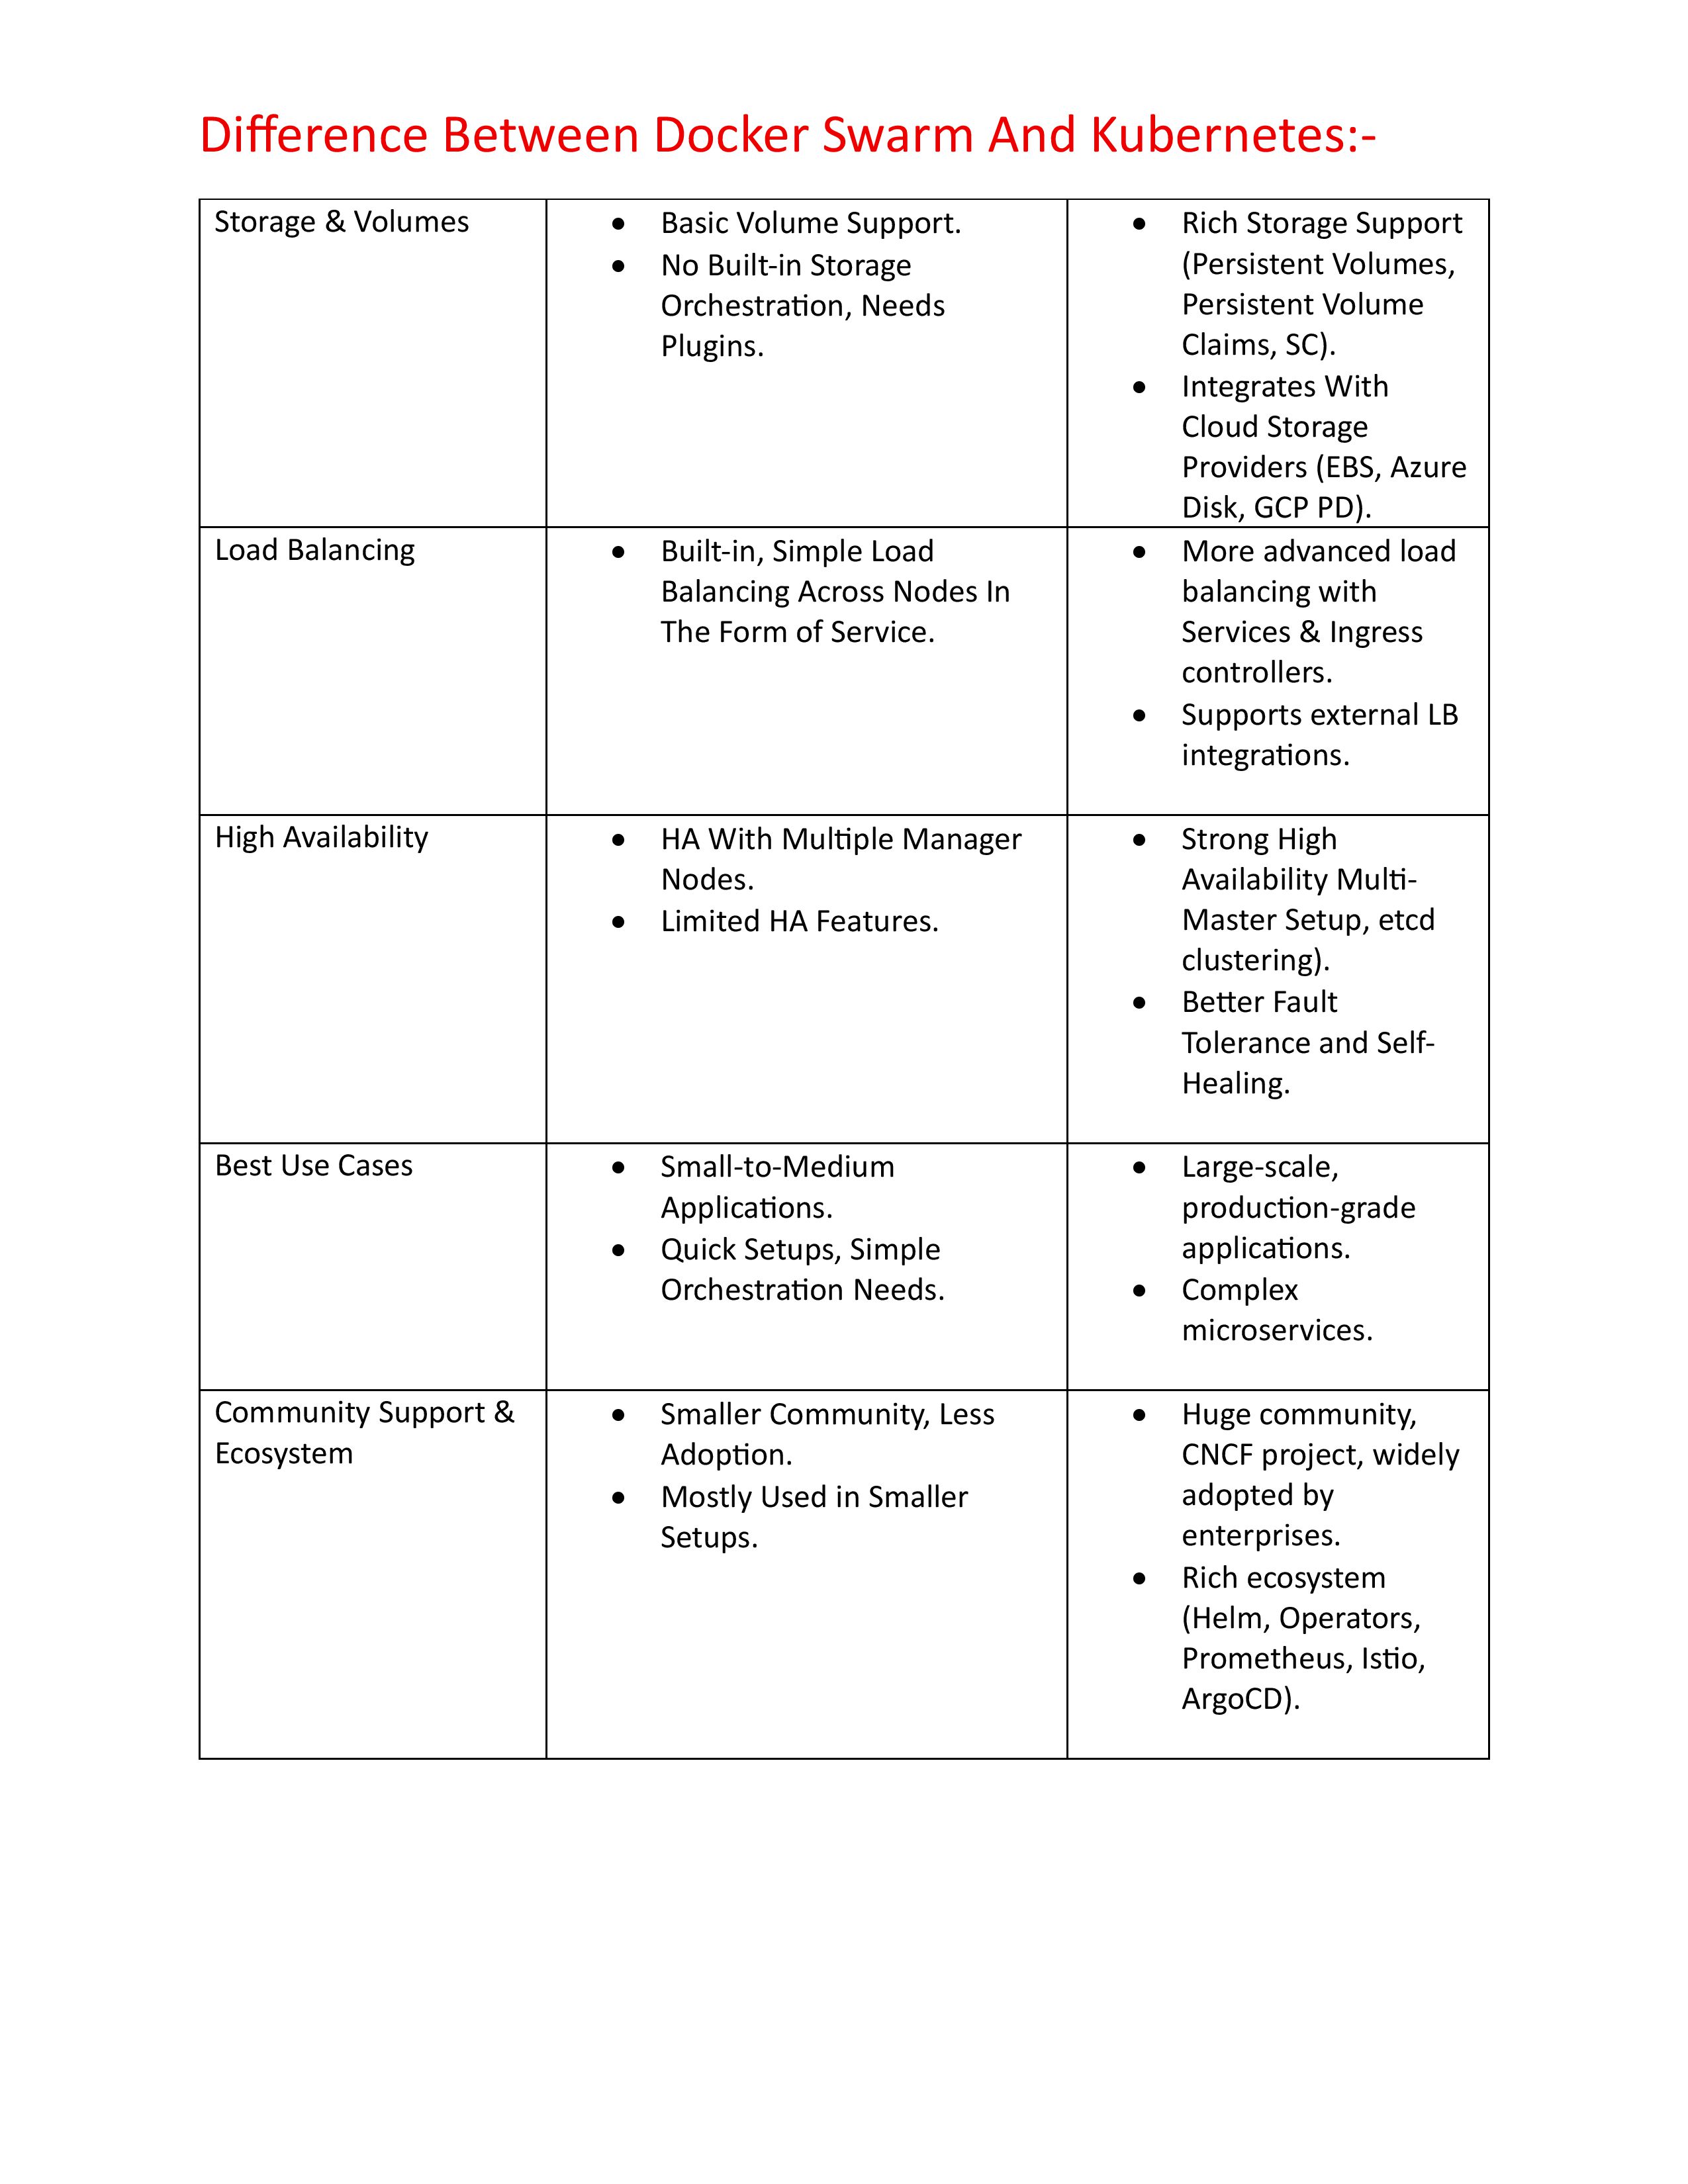 Difference Between Docker Swarm And Kubernetes:-
Storage & Volumes
• Basic Volume Support.
• No Built-in Storage
Orchestration, Needs
Plugins.
• Rich Storage Support
(Persistent Volumes,
Persistent Volume
Claims, SC).
• Integrates With
Cloud Storage
Providers (EBS, Azure
Disk, GCP PD).
Load Balancing
• Built-in, Simple Load
Balancing Across Nodes In
The Form of Service.
• More advanced load
balancing with
Services & Ingress
controllers.
• Supports external LB
integrations.
High Availability
• HA With Multiple Manager
Nodes.
• Limited HA Features.
• Strong High
Availability Multi-
Master Setup, etcd
clustering).
• Better Fault
Tolerance and Self-
Healing.
Best Use Cases
• Small-to-Medium
Applications.
• Quick Setups, Simple
Orchestration Needs.
• Large-scale,
production-grade
applications.
• Complex
microservices.
Community Support &
Ecosystem
• Smaller Community, Less
Adoption.
• Mostly Used in Smaller
Setups.
• Huge community,
CNCF project, widely
adopted by
enterprises.
• Rich ecosystem
(Helm, Operators,
Prometheus, Istio,
ArgoCD).